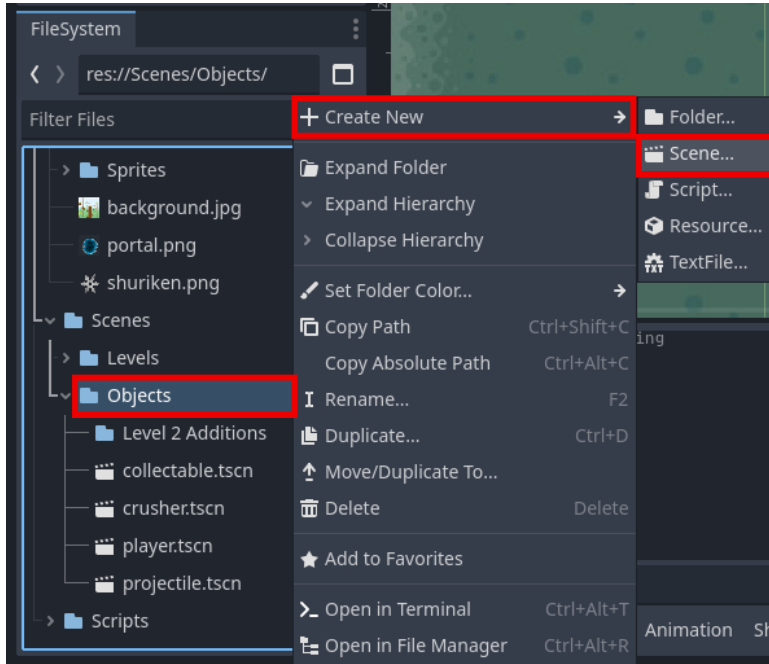 FileSystem
res://Scenes/Objects/
Filter Files
Sprites
background.jpg
portal.png
shuriken.png
Scenes
Levels
Objects
Level 2 Additions
collectable.tscn
crusher.tscn
player.tscn
projectile.tscn
Scripts
Create New
Expand Folder
Expand Hierarchy
Collapse Hierarchy
Set Folder Color...
Copy Path Ctrl+Shift+C
Copy Absolute Path Ctrl+Alt+C
Rename... F2
Duplicate... Ctrl+D
Move/Duplicate To...
Delete Delete
Add to Favorites
Open in Terminal Ctrl+Alt+T
Open in File Manager Ctrl+Alt+R
Folder...
Scene...
Script...
Resource...
TXT TextFile...
ing
Animation Sh